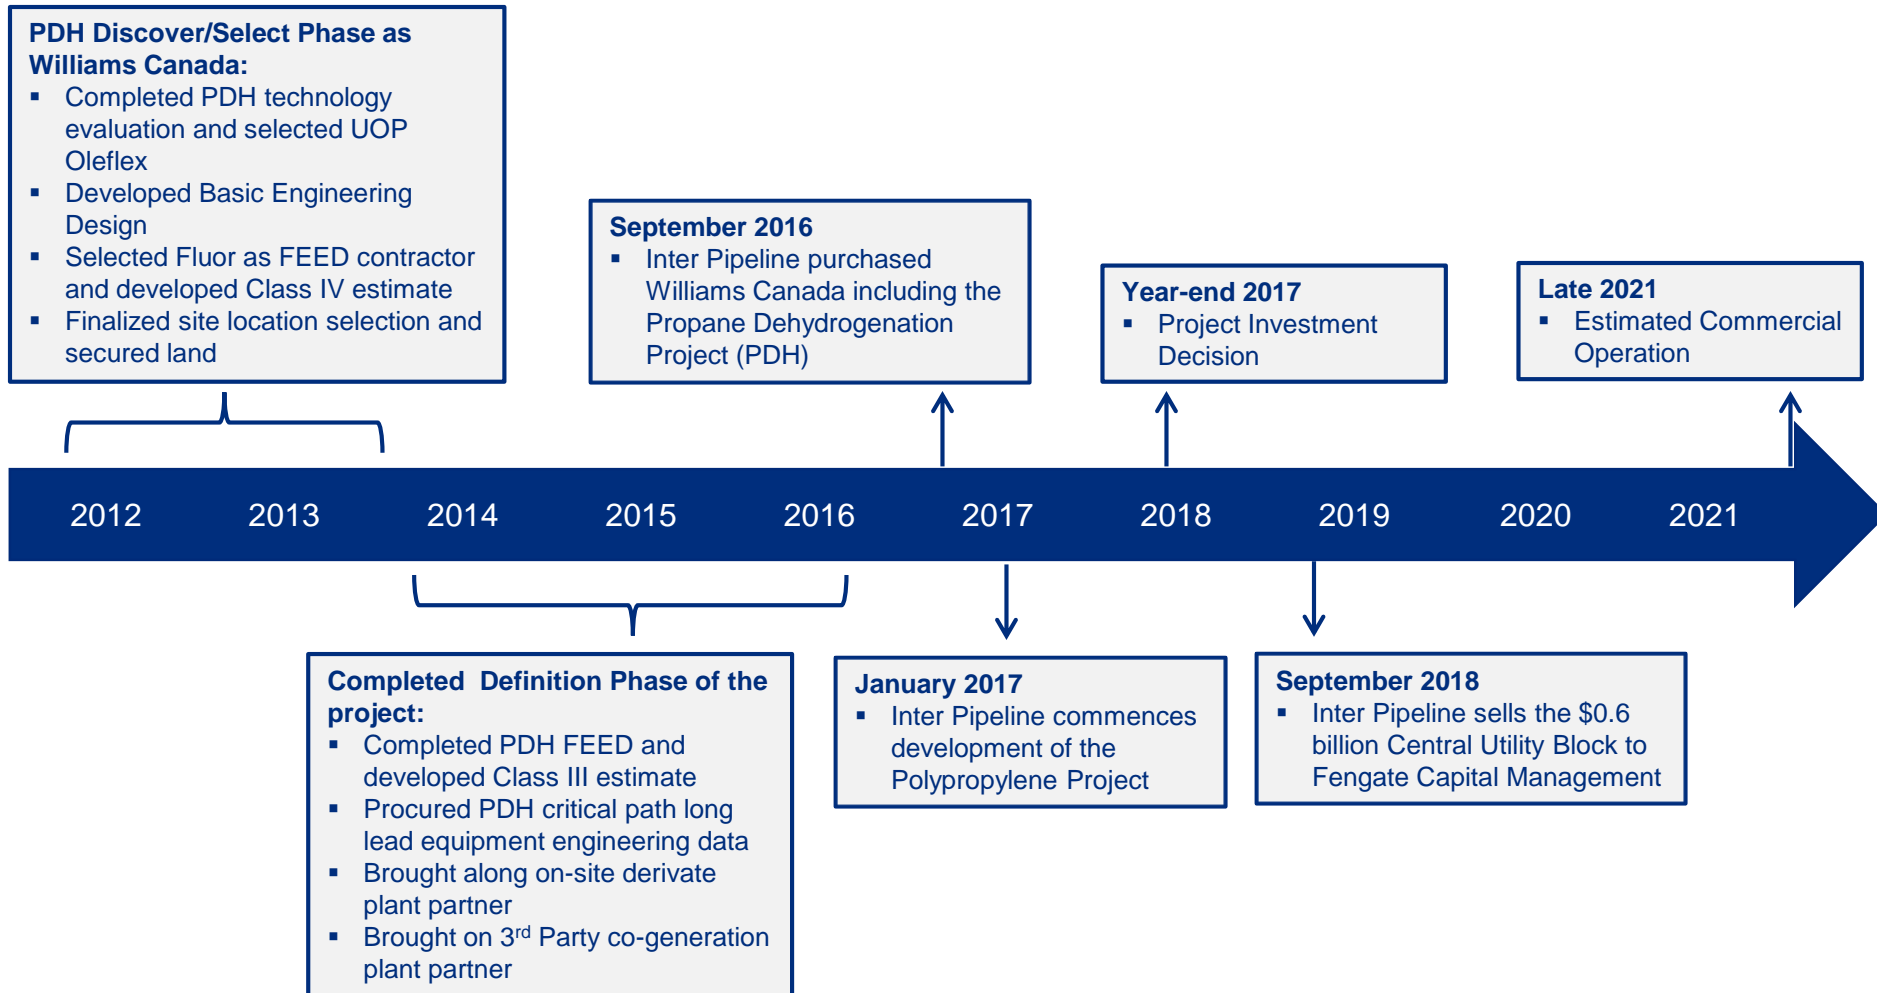 PDH Discover/Select Phase as
Williams Canada:
▪ Completed PDH technology
evaluation and selected UOP
Oleflex
▪ Developed Basic Engineering
Design
▪ Selected Fluor as FEED contractor
and developed Class IV estimate
▪ Finalized site location selection and
secured land
September 2016
▪ Inter Pipeline purchased
Williams Canada including the
Propane Dehydrogenation
Project (PDH)
Year-end 2017
▪ Project Investment
Decision
Late 2021
▪ Estimated Commercial
Operation
2012 2013 2014 2015 2016 2017 2018 2019 2020 2021
Completed Definition Phase of the
project:
▪ Completed PDH FEED and
developed Class III estimate
▪ Procured PDH critical path long
lead equipment engineering data
▪ Brought along on-site derivate
plant partner
▪ Brought on 3rd Party co-generation
plant partner
January 2017
▪ Inter Pipeline commences
development of the
Polypropylene Project
September 2018
▪ Inter Pipeline sells the $0.6
billion Central Utility Block to
Fengate Capital Management